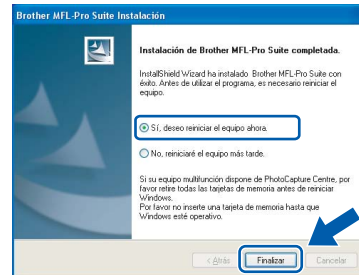 Brother MFL-Pro Suite Instalación
Instalación de Brother MFL-Pro Suite completada.
InstallShield Wizard ha instalado Brother MFL-Pro Suite con
éxito. Antes de utilizar el programa, es necesario reiniciar el
equipo.
Sí, deseo reiniciar el equipo ahora.
No, reiniciaré el equipo más tarde.
Si su equipo multifunción dispone de PhotoCapture Centre, por
favor retire todas las tarjetas de memoria antes de reiniciar
Windows.
Por favor no inserte una tarjeta de memoria hasta que
Windows esté operativo.
< Atrás Finalizar Cancelar